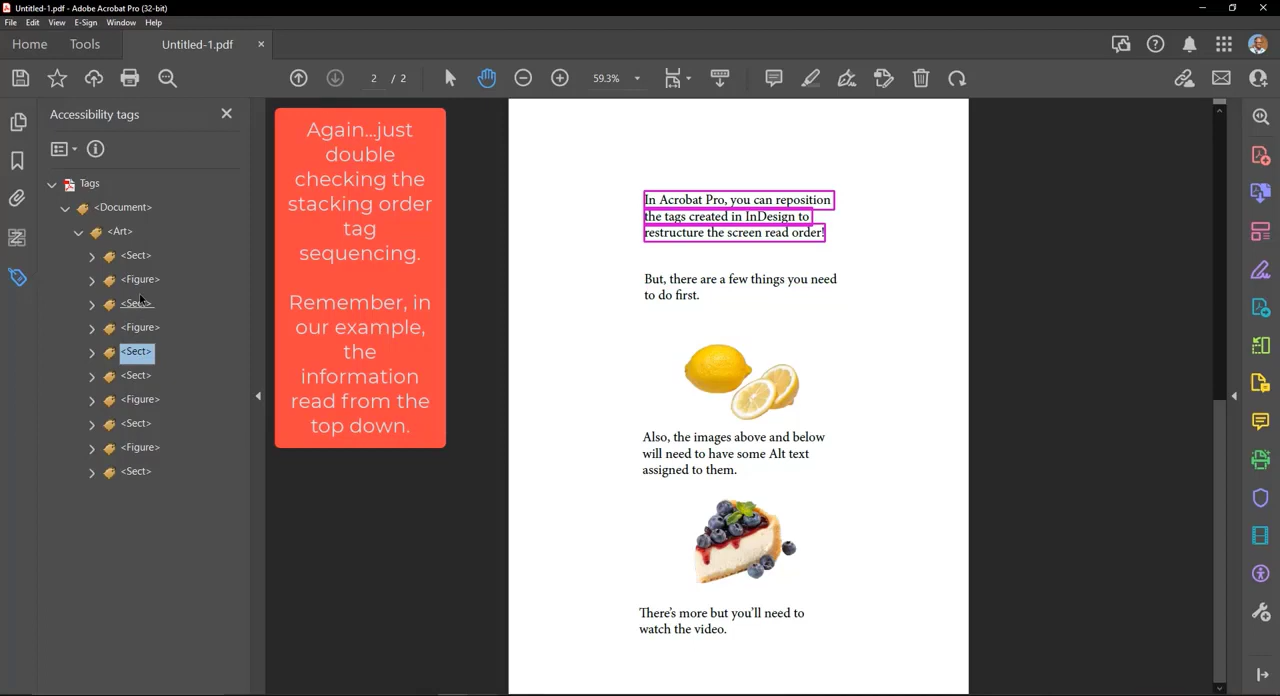 Untitled-1.pdf - Adobe Acrobat Pro (32-bit)
File Edit View E-Sign Window Help
Home Tools Untitled-1.pdf
2 / 2 59.3%
Accessibility tags
Tags
<Document>
<Art>
<Sect>
<Figure>
<Sect>
<Figure>
<Sect>
<Sect>
<Figure>
<Sect>
<Figure>
<Sect>
Again...just
double
checking the
stacking order
tag
sequencing.
Remember, in
our example,
the
information
read from the
top down.
In Acrobat Pro, you can reposition
the tags created in InDesign to
restructure the screen read order!
But, there are a few things you need
to do first.
Also, the images above and below
will need to have some Alt text
assigned to them.
There's more but you'll need to
watch the video.